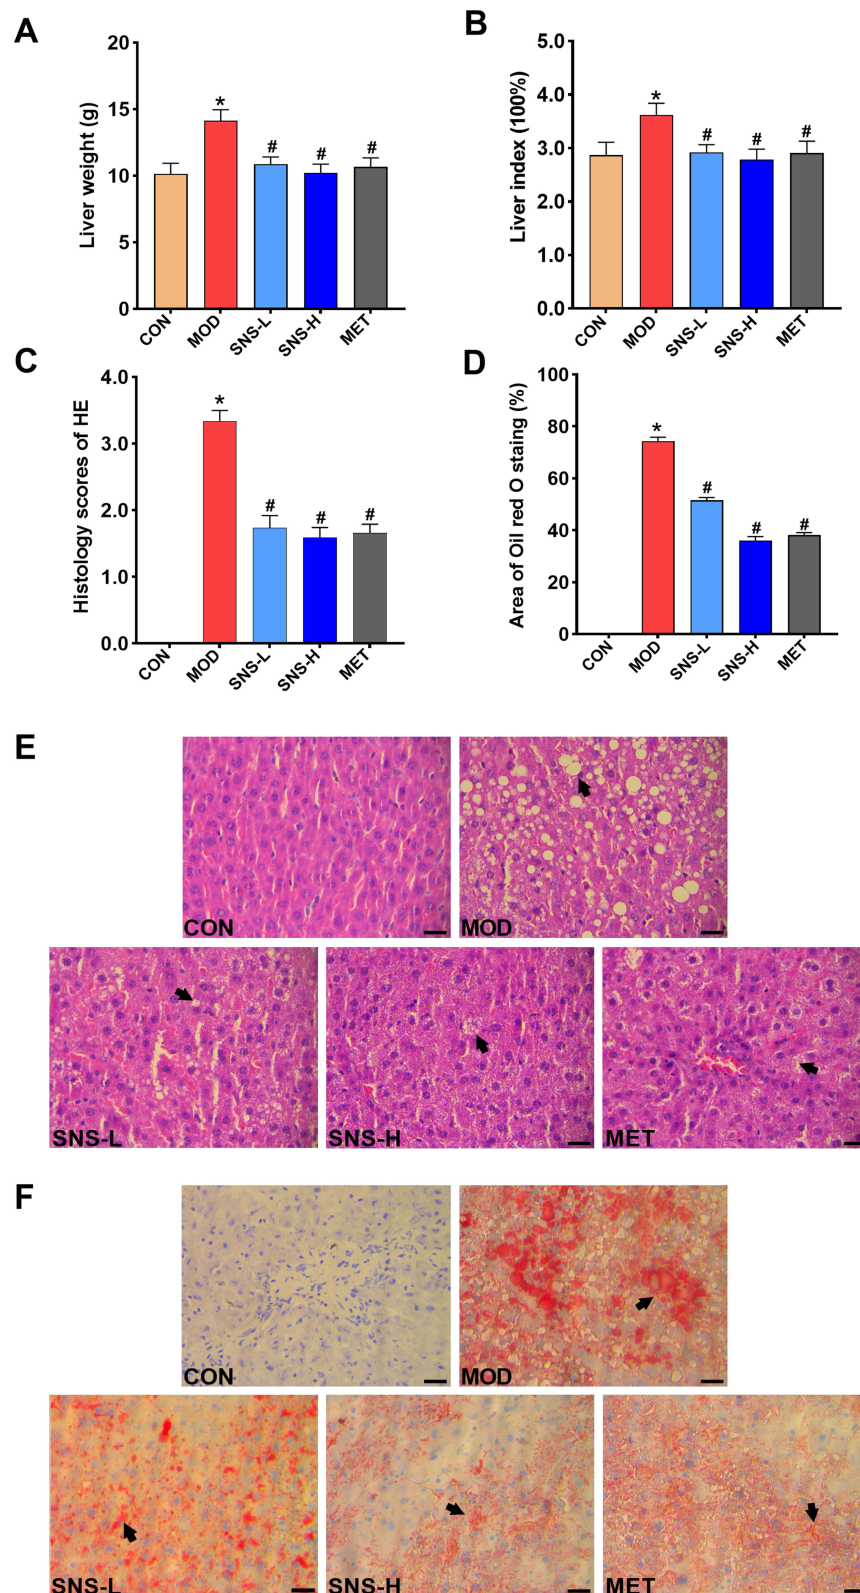 A
Liver weight (g)
20
15
10
5
0
*
#
#
#
CON
MOD
SNS-L
SNS-H
MET
B
Liver index (100%)
5.0
4.0
3.0
2.0
1.0
0.0
*
#
#
#
CON
MOD
SNS-L
SNS-H
MET
C
Histology scores of HE
4.0
3.0
2.0
1.0
0.0
*
#
#
#
CON
MOD
SNS-L
SNS-H
MET
D
Area of Oil red O staing (%)
100
80
60
40
20
0
*
#
#
#
CON
MOD
SNS-L
SNS-H
MET
E
CON
MOD
SNS-L
SNS-H
MET
F
CON
MOD
SNS-L
SNS-H
MET